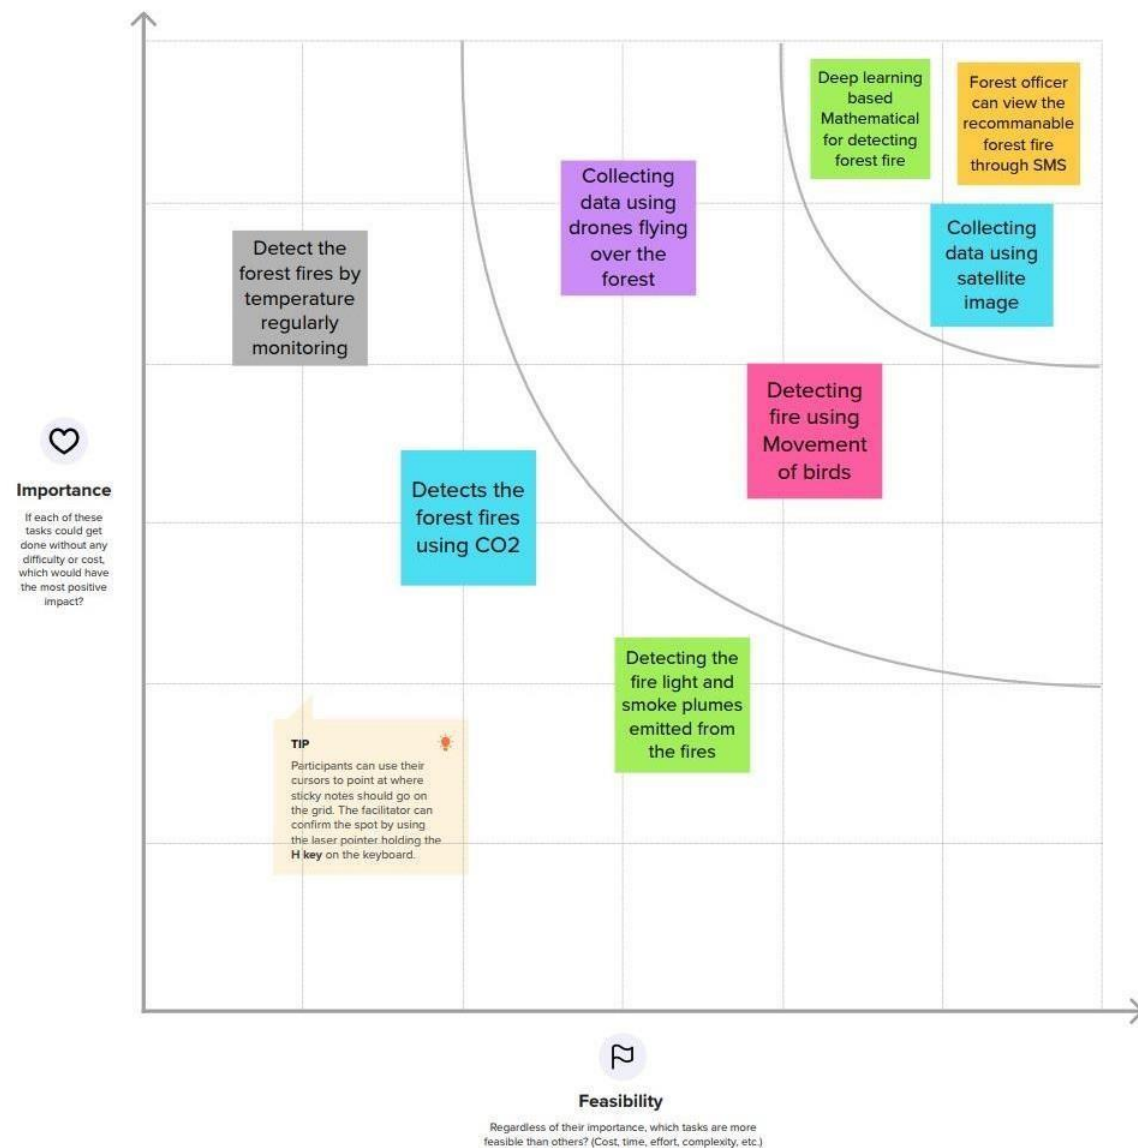 Deep learning
based
Mathematical
for detecting
forest fire
Forest officer
can view the
recommanable
forest fire
through SMS
Collecting
data using
drones flying
over the
forest
Collecting
data using
satellite
image
Detect the
forest fires by
temperature
regularly
monitoring
Detecting
fire using
Movement
of birds
Importance
If each of these
tasks could get
done without any
difficulty or cost,
which would have
the most positive
impact?
Detects the
forest fires
using CO2
Detecting the
fire light and
smoke plumes
emitted from
the fires
TIP
Participants can use their
cursors to point at where
sticky notes should go on
the grid. The facilitator can
confirm the spot by using
the laser pointer holding the
H key on the keyboard.
Feasibility
Regardless of their importance, which tasks are more
feasible than others? (Cost, time, effort, complexity, etc.)